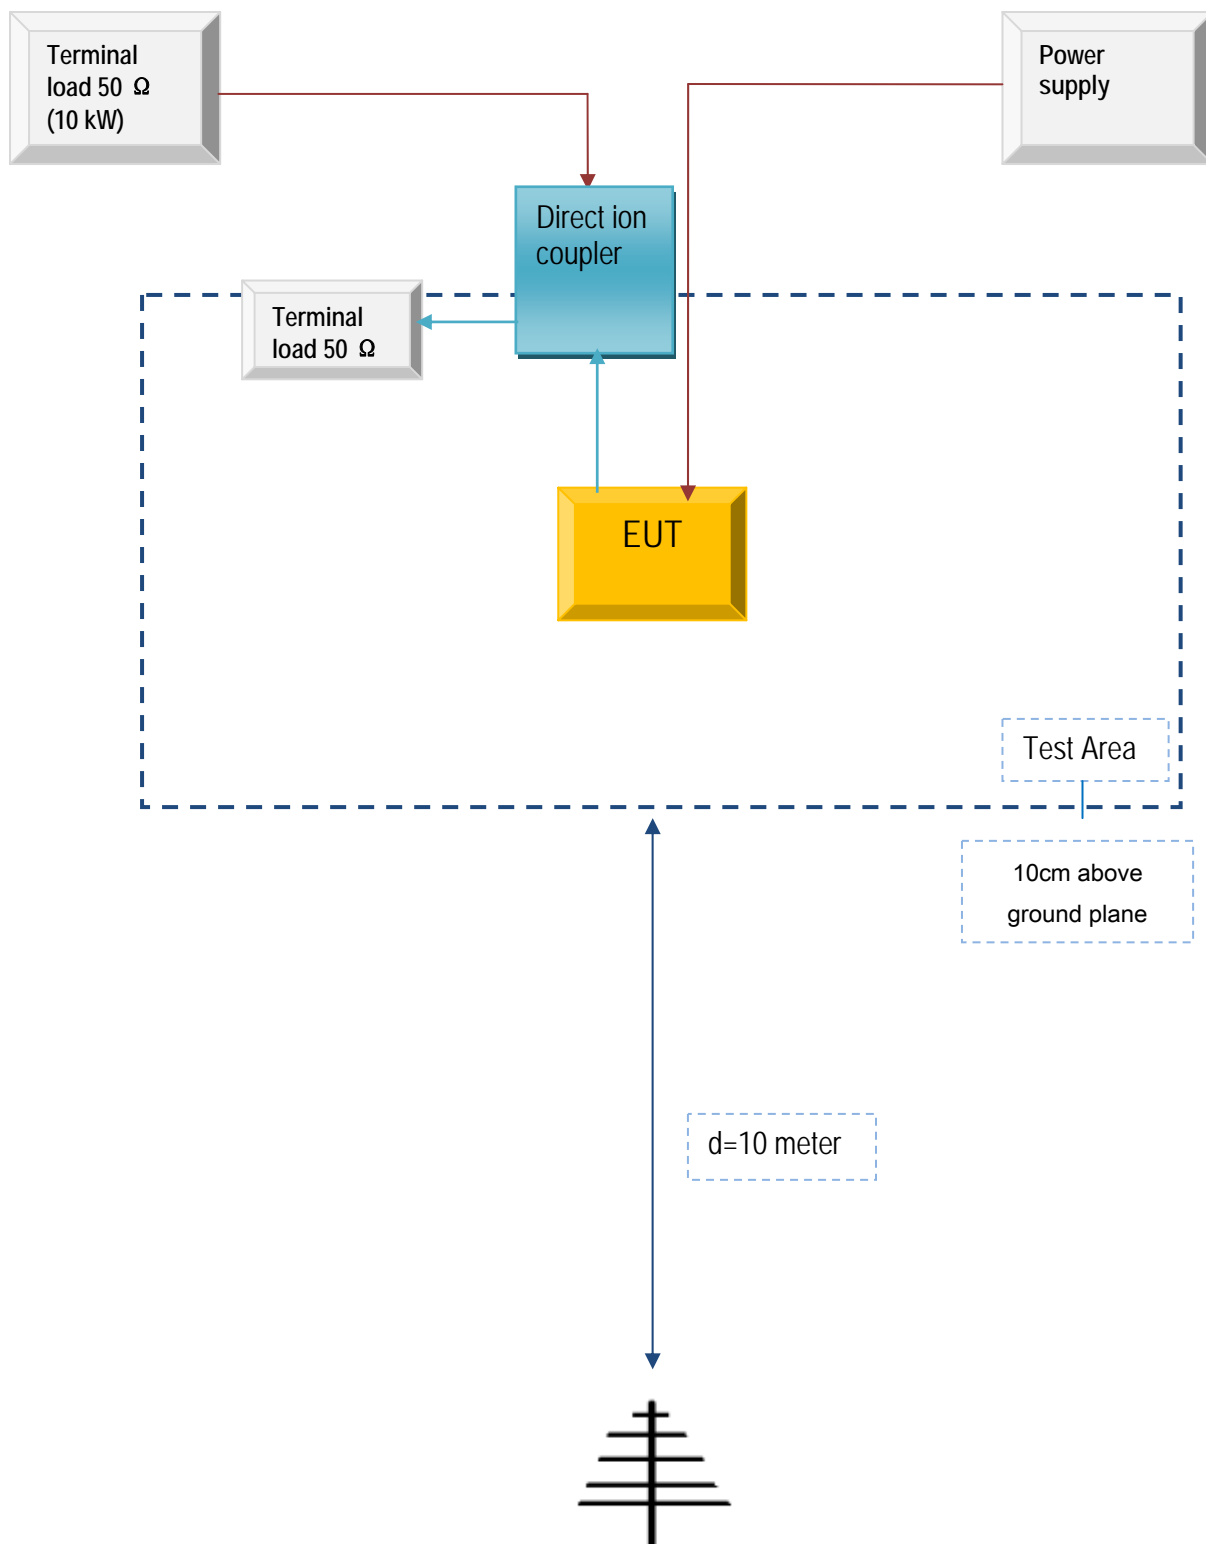 Terminal
load 50 Ω
(10 kW)
Power
supply
Direct ion
coupler
Terminal
load 50 Ω
EUT
Test Area
10cm above
ground plane
d=10 meter